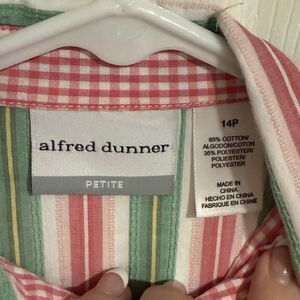 alfred dunner
PETITE
14P
65% COTTON/
ALGODON/COTON
35% POLYESTER/
POLIESTER/
POLYESTER
MADE IN
CHINA
HECHO EN CHINA
FABRIQUE EN CHINE